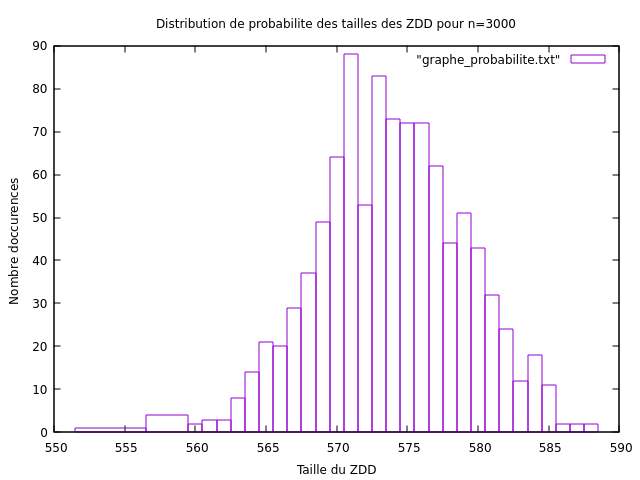 Distribution de probabilite des tailles des ZDD pour n=3000
"graphe_probabilite.txt"
Nombre doccurences
90
80
70
60
50
40
30
20
10
0
550 555 560 565 570 575 580 585 590
Taille du ZDD